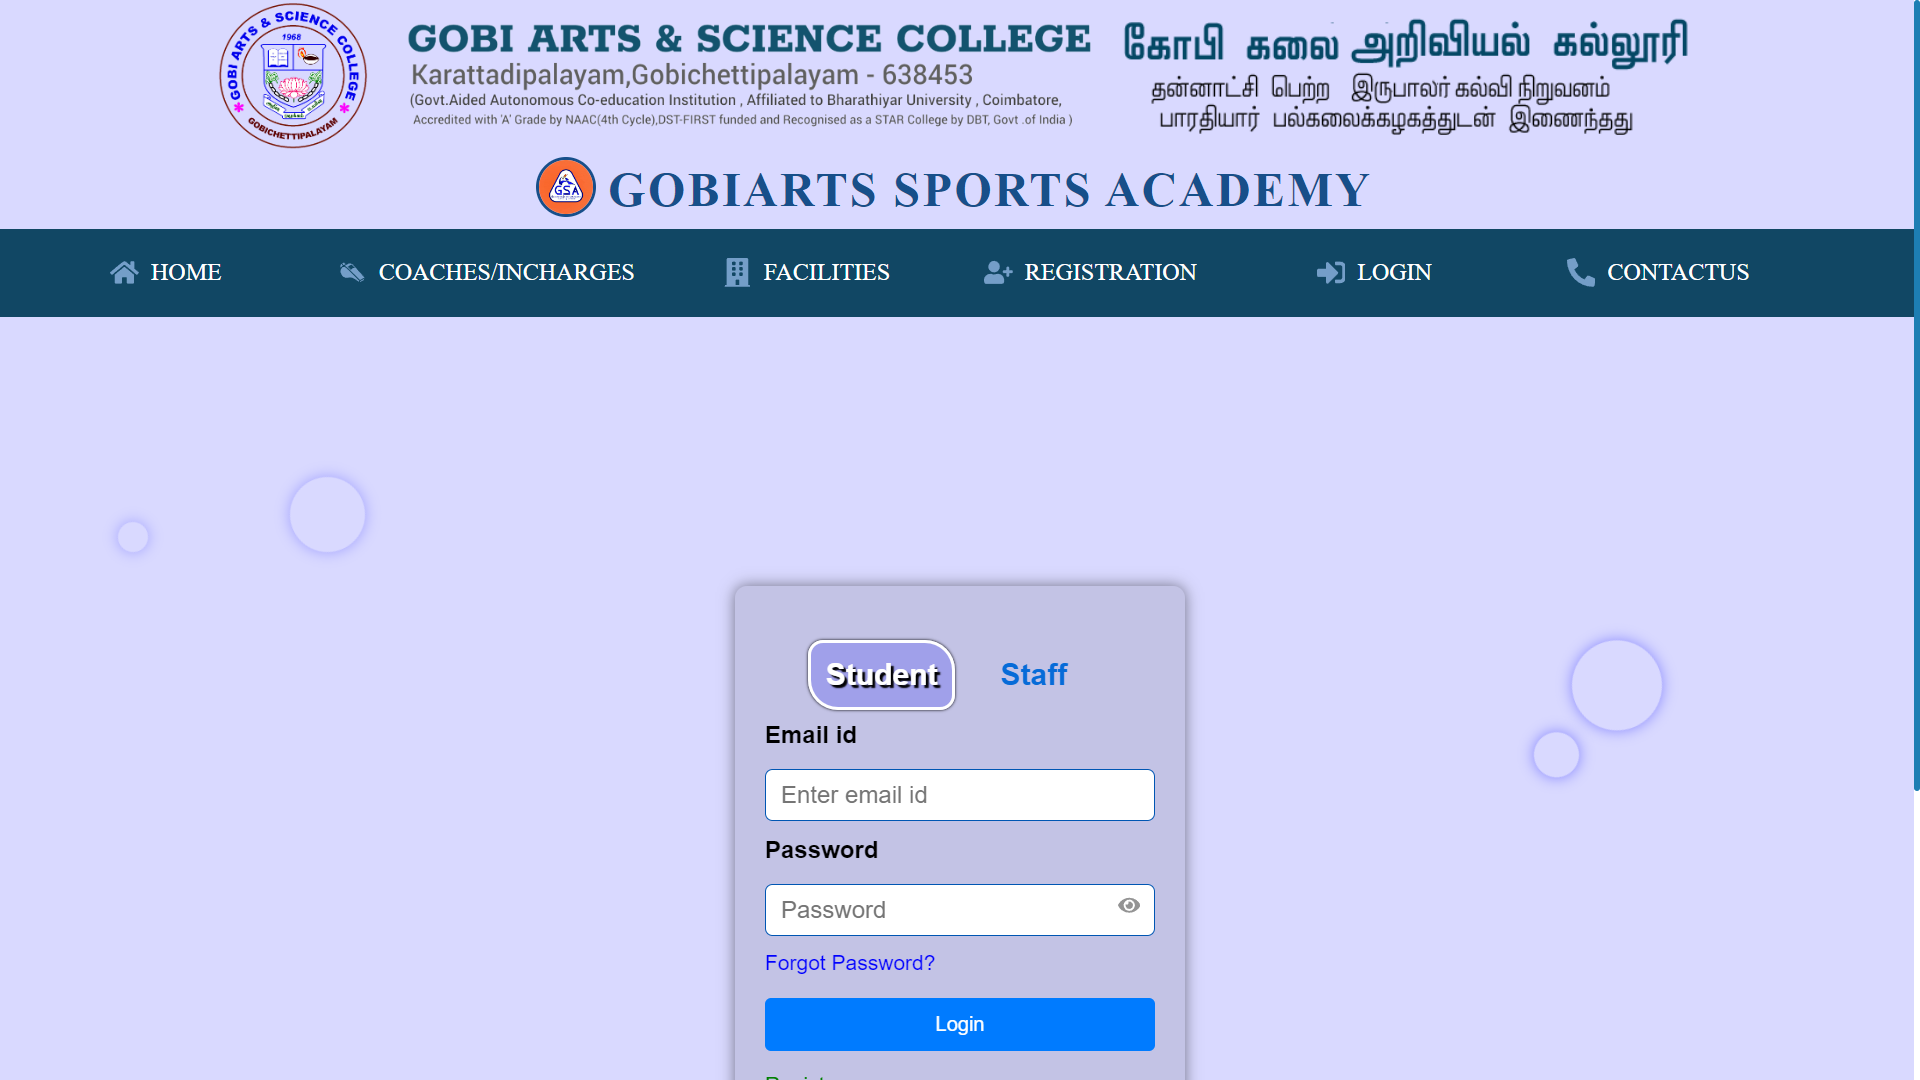 GOBI ARTS & SCIENCE COLLEGE
1968
GOBICHETTIPALAYAM
GOBI ARTS & SCIENCE COLLEGE
Karattadipalayam,Gobichettipalayam - 638453
(Govt.Aided Autonomous Co-education Institution , Affiliated to Bharathiyar University , Coimbatore,
Accredited with 'A' Grade by NAAC(4th Cycle),DST-FIRST funded and Recognised as a STAR College by DBT, Govt .of India )
கோபி கலை அறிவியல் கல்லூரி
தன்னாட்சி பெற்ற இருபாலர் கல்வி நிறுவனம்
பாரதியார் பல்கலைக்கழகத்துடன் இணைந்தது
GSA
GOBIARTS SPORTS ACADEMY
HOME
COACHES/INCHARGES
FACILITIES
REGISTRATION
LOGIN
CONTACTUS
Student
Staff
Email id
Enter email id
Password
Password
Forgot Password?
Login